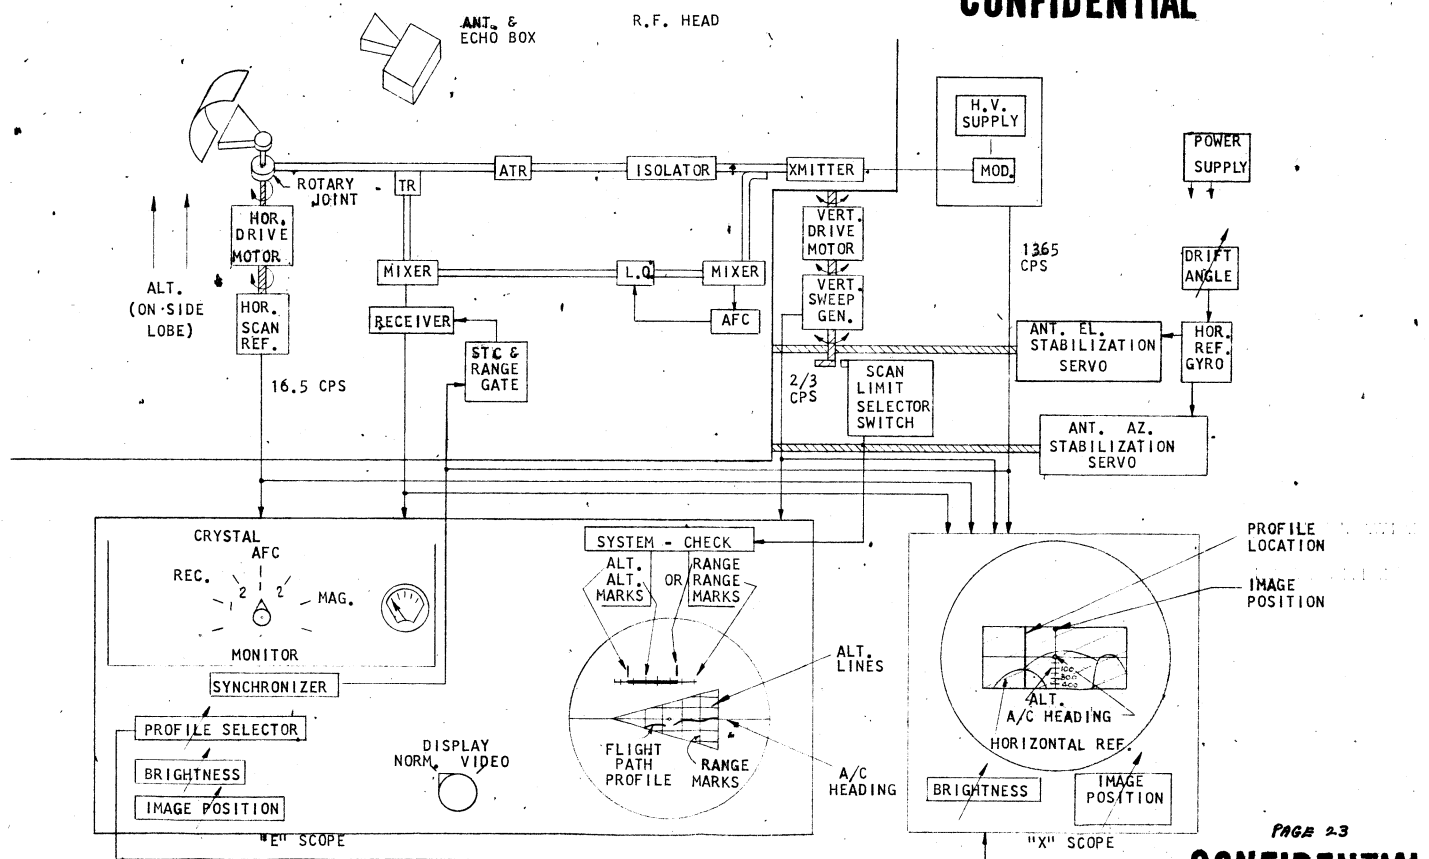 CONFIDENTIAL
ANT. &
ECHO BOX
R.F. HEAD
H.V.
SUPPLY
MOD.
POWER
SUPPLY
ATR
ISOLATOR
XMITTER
TR
ROTARY
JOINT
HOR.
DRIVE
MOTOR
VERT.
DRIVE
MOTOR
1365
CPS
DRIFT
ANGLE
MIXER
L.O
MIXER
ALT.
(ON-SIDE
LOBE)
HOR.
SCAN
REF.
RECEIVER
AFC
VERT.
SWEEP
GEN.
ANT. EL.
STABILIZATION
SERVO
HOR.
REF.
GYRO
STC &
RANGE
GATE
16.5 CPS
2/3
CPS
SCAN
LIMIT
SELECTOR
SWITCH
ANT. AZ.
STABILIZATION
SERVO
CRYSTAL
AFC
REC.
2
2
MAG.
MONITOR
SYNCHRONIZER
PROFILE SELECTOR
BRIGHTNESS
IMAGE POSITION
DISPLAY
NORM. VIDEO
SYSTEM - CHECK
ALT. RANGE
ALT. OR RANGE
MARKS MARKS
ALT.
LINES
FLIGHT
PATH
PROFILE
RANGE
MARKS
A/C
HEADING
"E" SCOPE
PROFILE
LOCATION
IMAGE
POSITION
100
300
400
ALT.
A/C HEADING
HORIZONTAL REF.
BRIGHTNESS
IMAGE
POSITION
"X" SCOPE
PAGE 23
CONFIDENTIAL